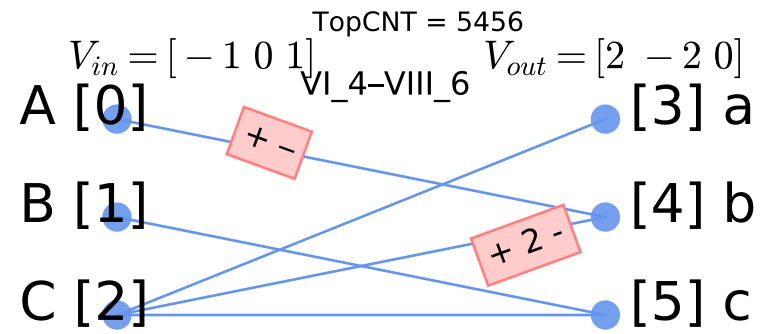 TopCNT = 5456
V_in = [ − 1 0 1] V_out = [2 − 2 0]
VI_4–VIII_6
A [0] [3] a
+ −
B [1] [4] b
+ 2 -
C [2] [5] c